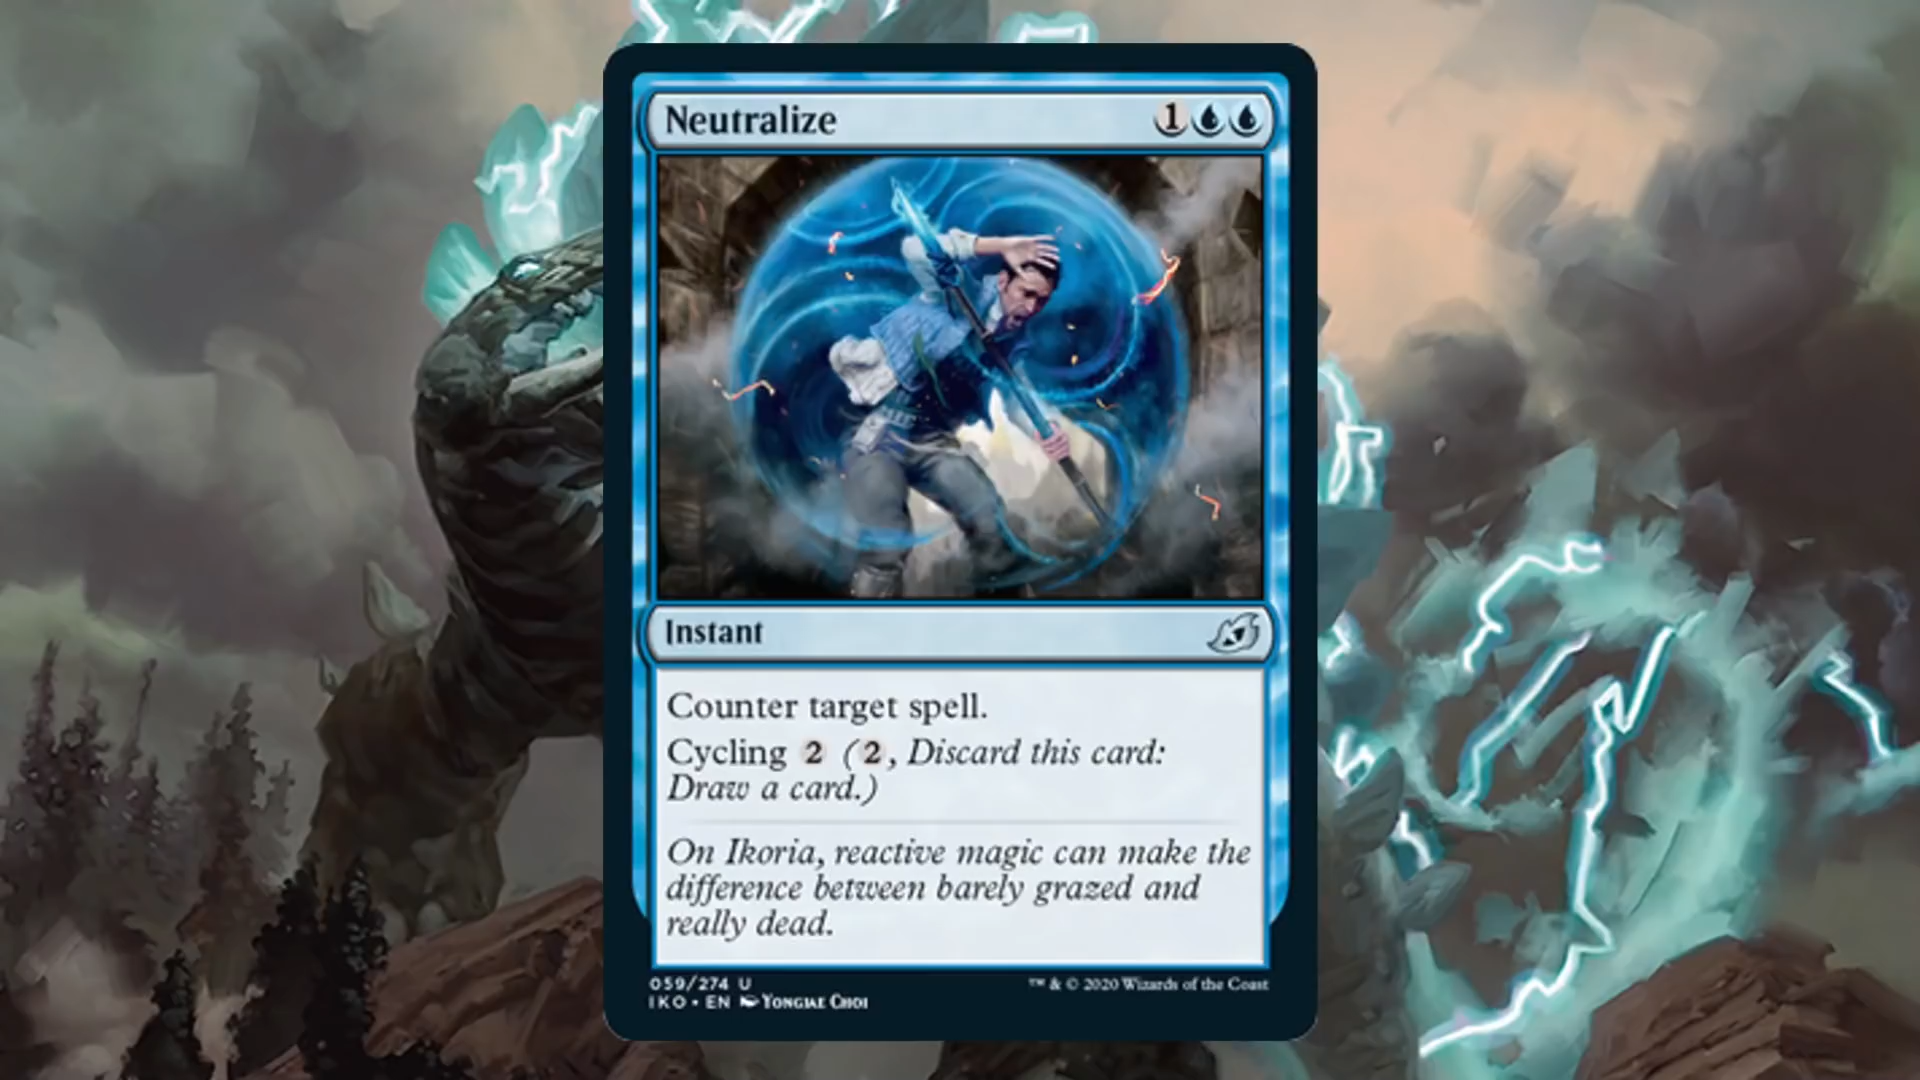 Neutralize 1
Instant
Counter target spell.
Cycling 2 (2, Discard this card:
Draw a card.)
On Ikoria, reactive magic can make the
difference between barely grazed and
really dead.
059/274 U
™ & © 2020 Wizards of the Coast
IKO • EN Yongjae Choi